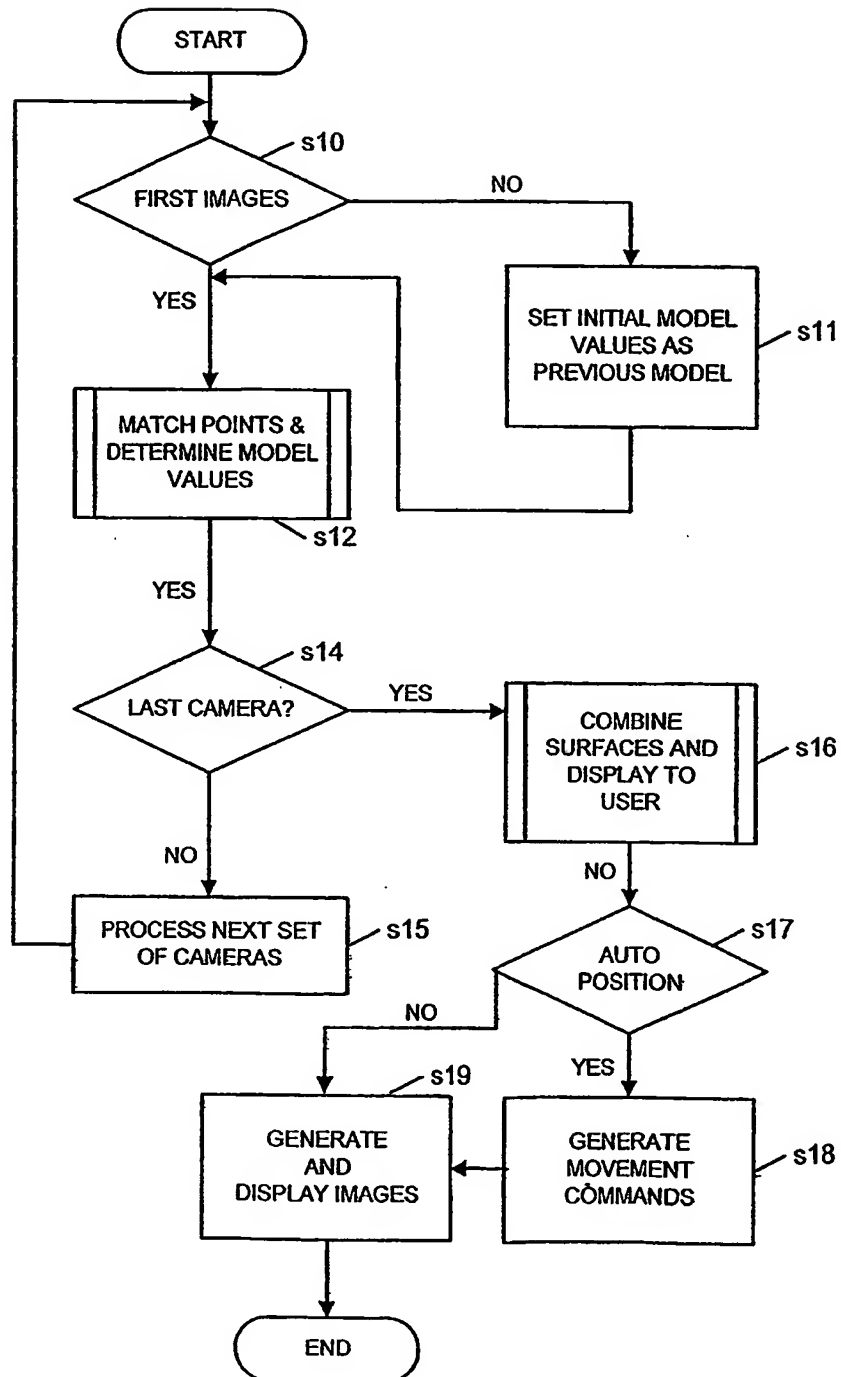 START
s10
FIRST IMAGES
NO
YES
SET INITIAL MODEL
VALUES AS
PREVIOUS MODEL
s11
MATCH POINTS &
DETERMINE MODEL
VALUES
s12
YES
s14
LAST CAMERA?
YES
COMBINE
SURFACES AND
DISPLAY TO
USER
s16
NO
NO
PROCESS NEXT SET
OF CAMERAS
s15
s17
AUTO
POSITION
NO
YES
s19
GENERATE
AND
DISPLAY IMAGES
GENERATE
MOVEMENT
COMMANDS
s18
END